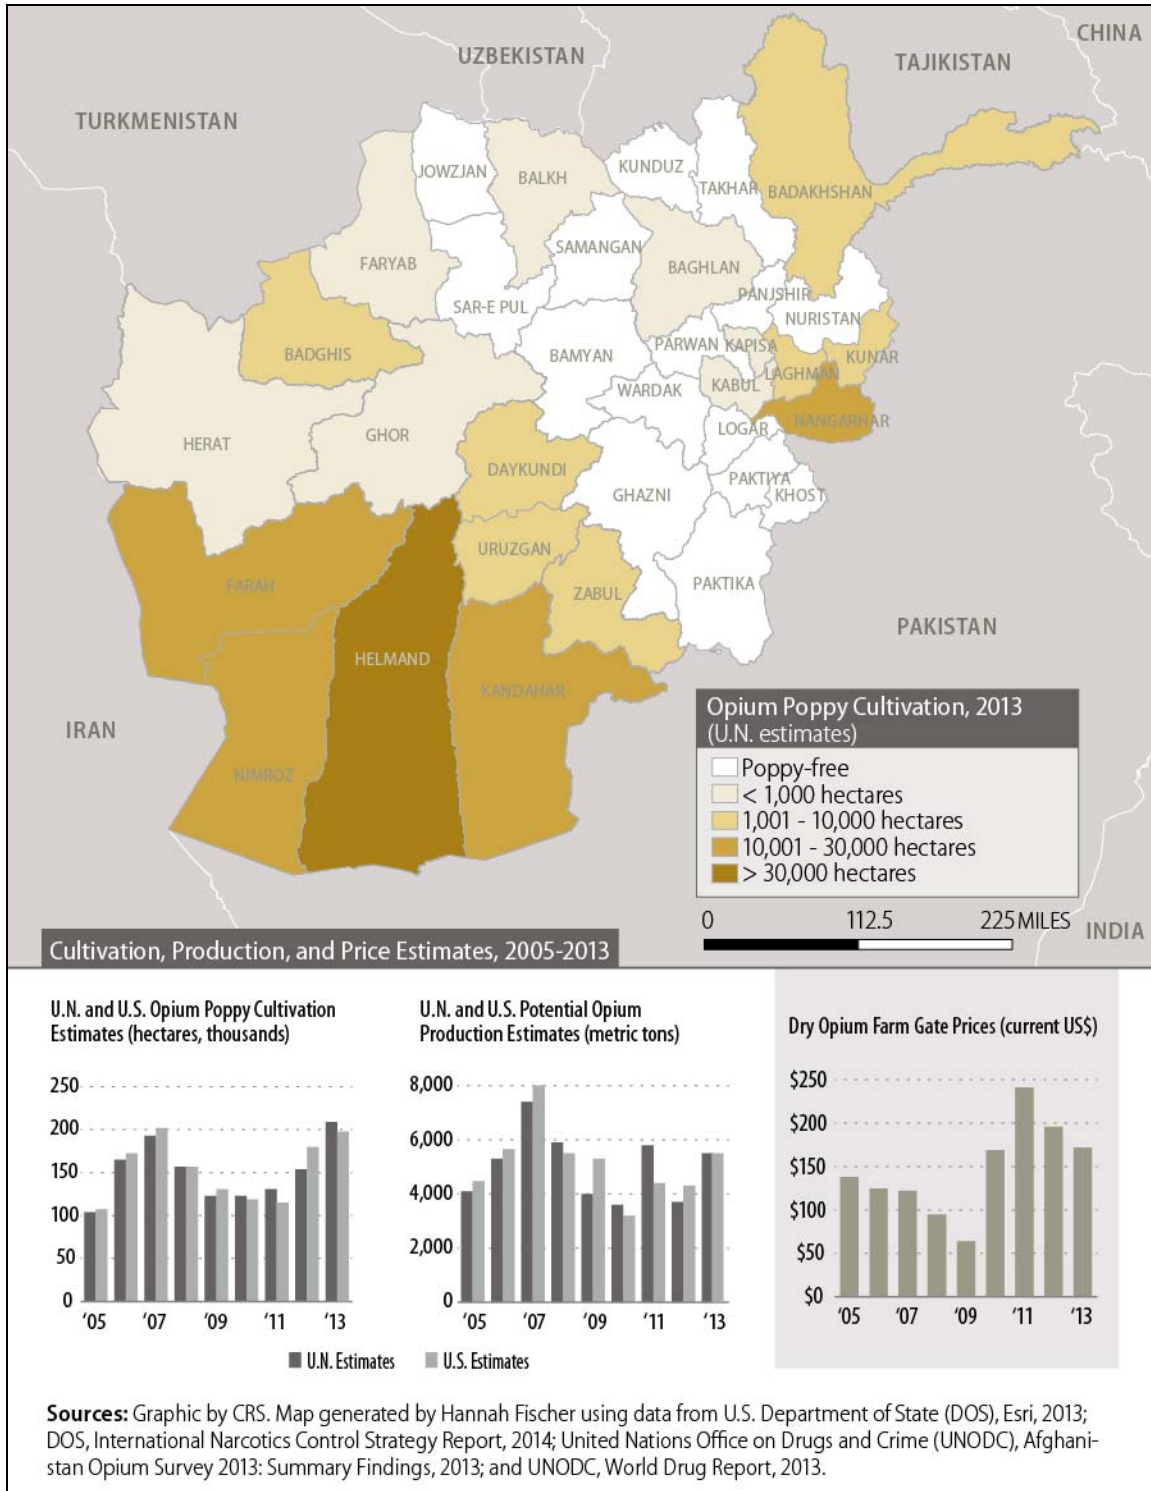 CHINA
UZBEKISTAN
TAJIKISTAN
TURKMENISTAN
JOWZJAN
BALKH
KUNDUZ
TAKHAR
BADAKHSHAN
FARYAB
SAMANGAN
BAGHLAN
SAR-E PUL
PANJSHIR
NURISTAN
BADGHIS
BAMYAN
PARWAN
KAPISA
KUNAR
LAGHMAN
WARDAK
KABUL
HERAT
GHOR
LOGAR
NANGARHAR
DAYKUNDI
GHAZNI
PAKTIYA
KHOST
URUZGAN
FARAH
ZABUL
PAKTIKA
PAKISTAN
HELMAND
KANDAHAR
IRAN
NIMROZ
Opium Poppy Cultivation, 2013
(U.N. estimates)
Poppy-free
< 1,000 hectares
1,001 - 10,000 hectares
10,001 - 30,000 hectares
> 30,000 hectares
0 112.5 225 MILES
INDIA
Cultivation, Production, and Price Estimates, 2005-2013
U.N. and U.S. Opium Poppy Cultivation
Estimates (hectares, thousands)
250
200
150
100
50
0
'05 '07 '09 '11 '13
U.N. and U.S. Potential Opium
Production Estimates (metric tons)
8,000
6,000
4,000
2,000
0
'05 '07 '09 '11 '13
U.N. Estimates U.S. Estimates
Dry Opium Farm Gate Prices (current US$)
$250
$200
$150
$100
$50
$0
'05 '07 '09 '11 '13
Sources: Graphic by CRS. Map generated by Hannah Fischer using data from U.S. Department of State (DOS), Esri, 2013;
DOS, International Narcotics Control Strategy Report, 2014; United Nations Office on Drugs and Crime (UNODC), Afghani-
stan Opium Survey 2013: Summary Findings, 2013; and UNODC, World Drug Report, 2013.